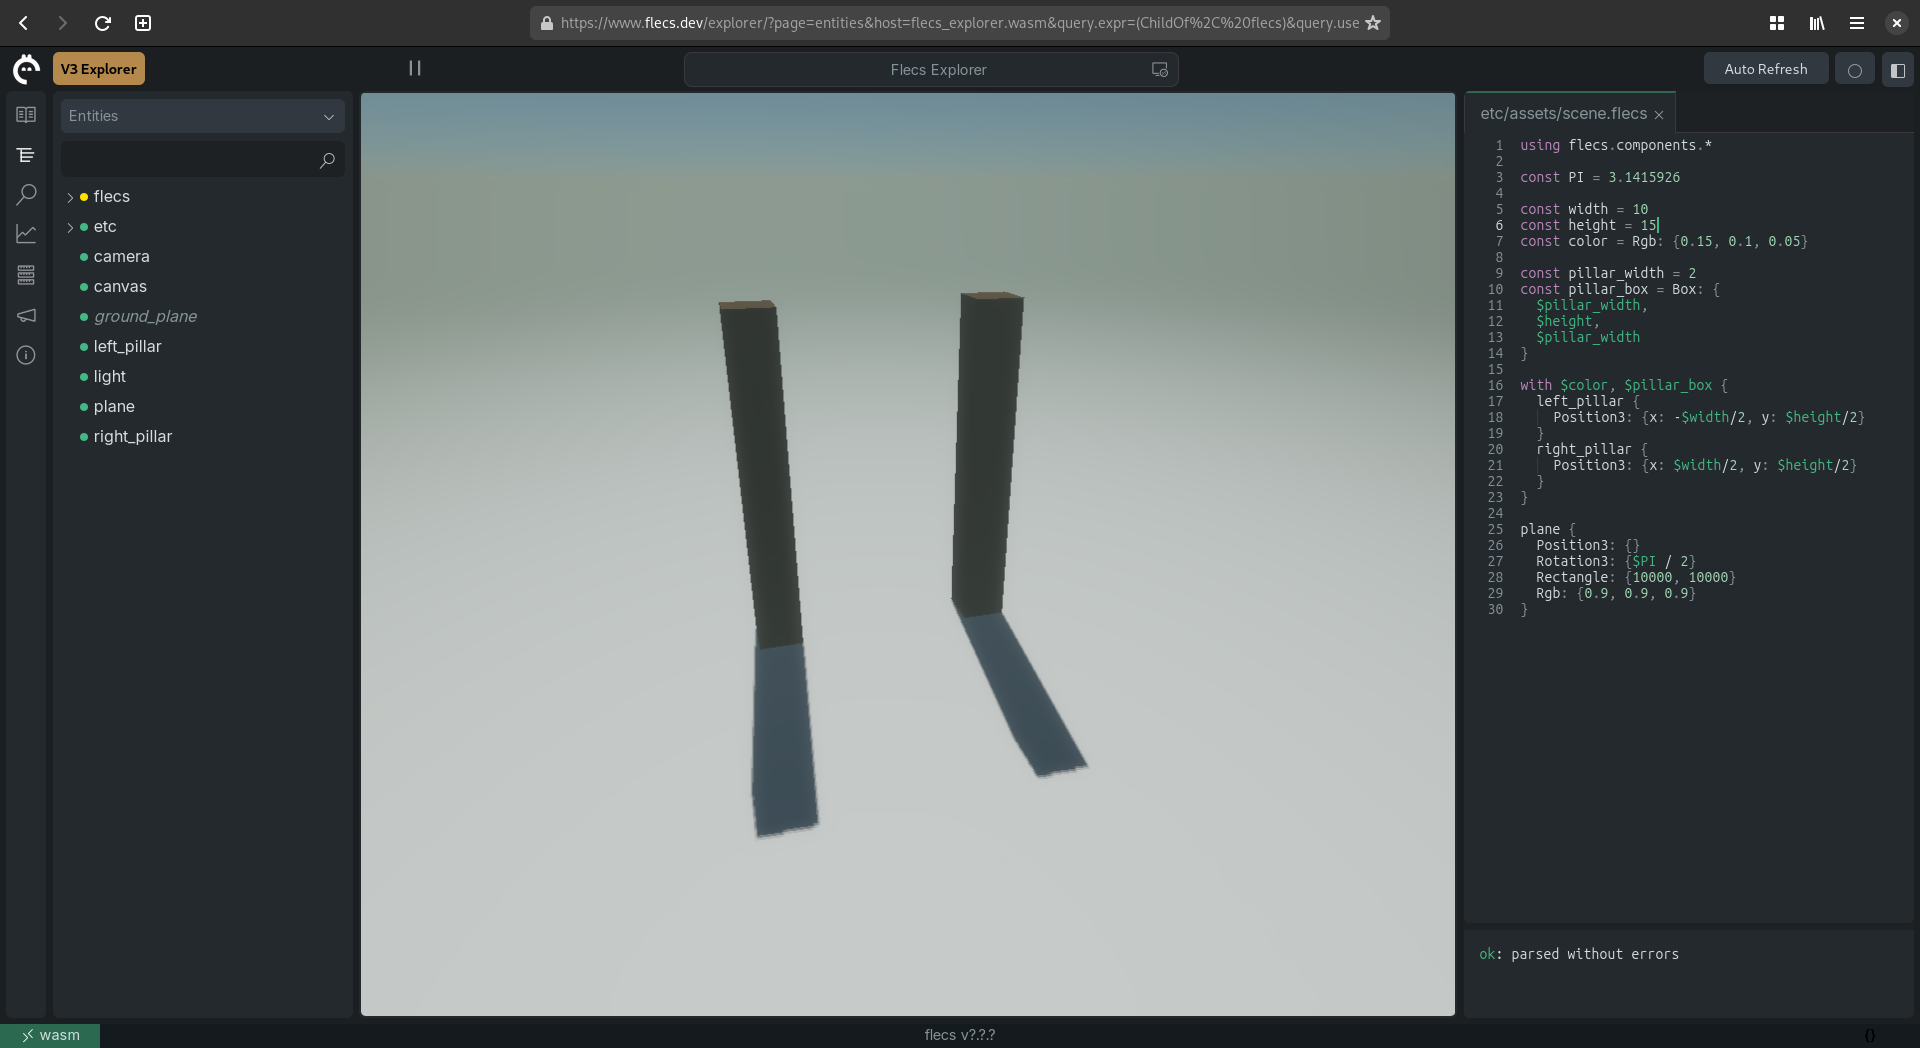 https://www.flecs.dev/explorer/?page=entities&host=flecs_explorer.wasm&query.expr=(ChildOf%2C%20flecs)&query.use
V3 Explorer
Flecs Explorer
Auto Refresh
Entities
flecs
etc
camera
canvas
ground_plane
left_pillar
light
plane
right_pillar
etc/assets/scene.flecs
1 using flecs.components.*
2
3 const PI = 3.1415926
4
5 const width = 10
6 const height = 15
7 const color = Rgb: {0.15, 0.1, 0.05}
8
9 const pillar_width = 2
10 const pillar_box = Box: {
11 $pillar_width,
12 $height,
13 $pillar_width
14 }
15
16 with $color, $pillar_box {
17 left_pillar {
18 Position3: {x: -$width/2, y: $height/2}
19 }
20 right_pillar {
21 Position3: {x: $width/2, y: $height/2}
22 }
23 }
24
25 plane {
26 Position3: {}
27 Rotation3: {$PI / 2}
28 Rectangle: {10000, 10000}
29 Rgb: {0.9, 0.9, 0.9}
30 }
ok: parsed without errors
wasm
flecs v?.?.?
{}